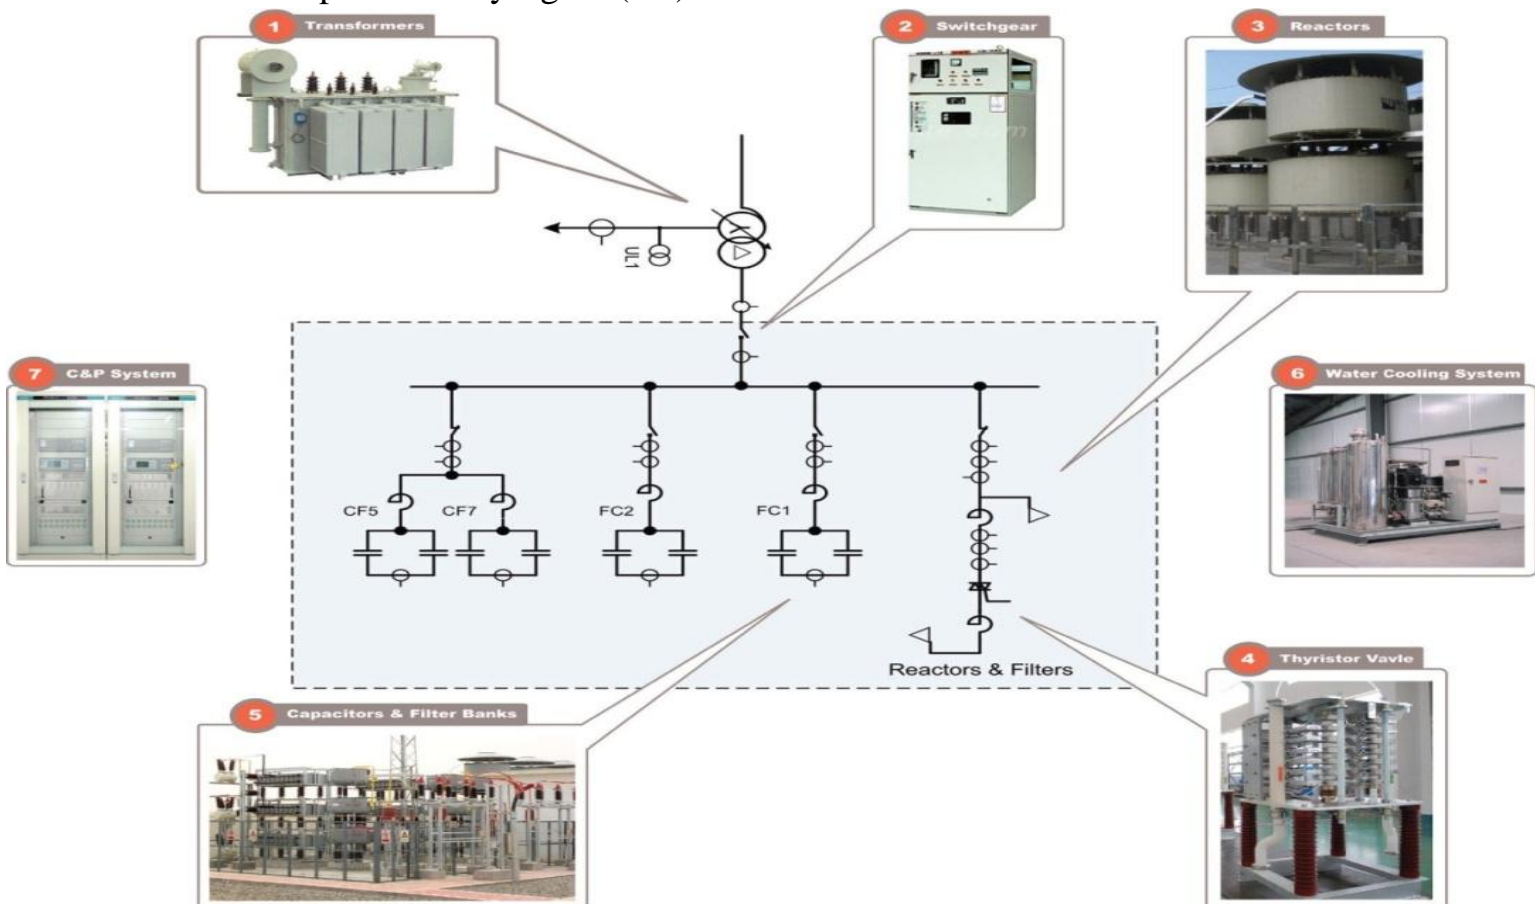 1 Transformers
2 Switchgear
3 Reactors
UL1
7 C&P System
6 Water Cooling System
CF5
CF7
FC2
FC1
Reactors & Filters
4 Thyristor Vavle
5 Capacitors & Filter Banks